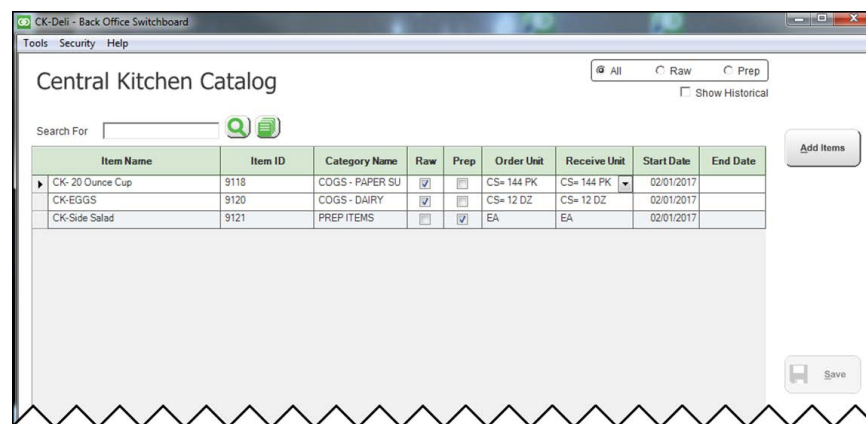 CK-Deli - Back Office Switchboard
Tools Security Help
Central Kitchen Catalog
All Raw Prep
Show Historical
Search For
Add Items
Item Name Item ID Category Name Raw Prep Order Unit Receive Unit Start Date End Date
CK- 20 Ounce Cup 9118 COGS - PAPER SU CS= 144 PK CS= 144 PK 02/01/2017
CK-EGGS 9120 COGS - DAIRY CS= 12 DZ CS= 12 DZ 02/01/2017
CK-Side Salad 9121 PREP ITEMS EA EA 02/01/2017
Save